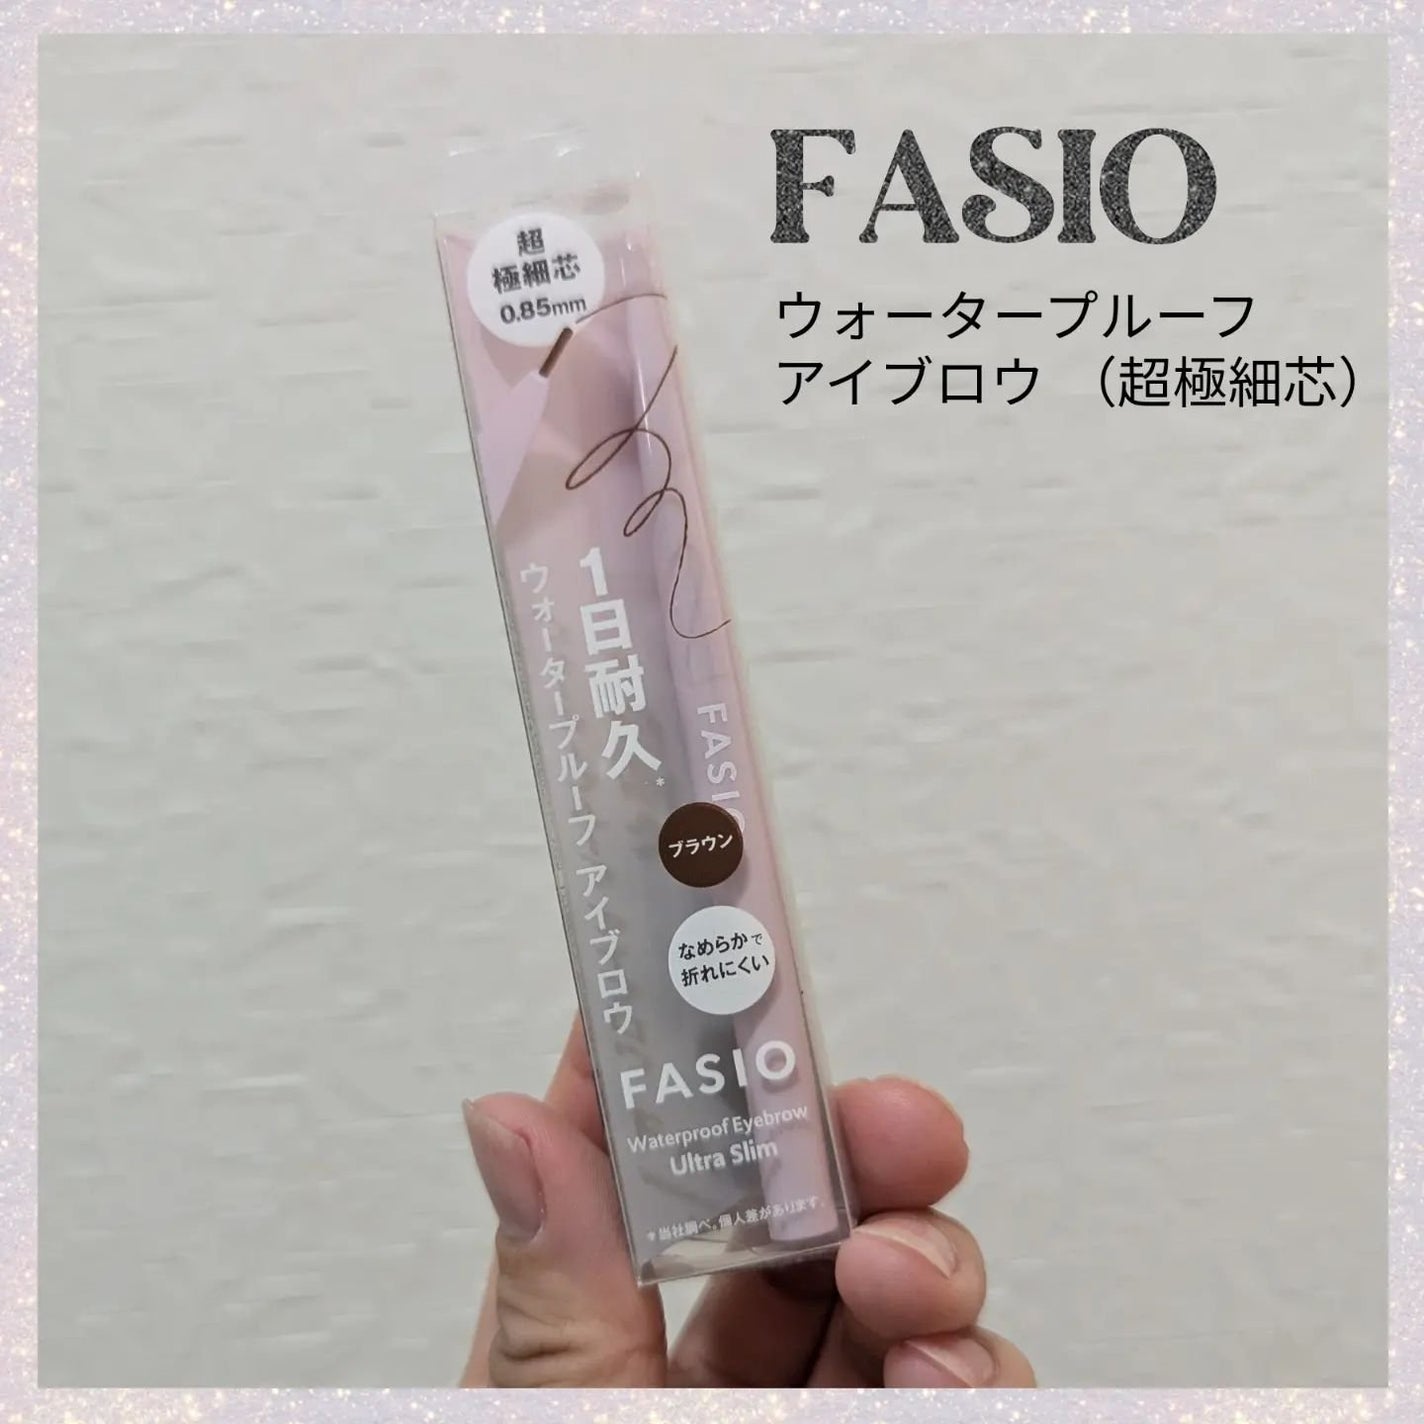 FASIO
ウォータープルーフ
アイブロウ （超極細芯）
超
極細芯
0.85mm
1日耐久*
ウォータープルーフ アイブロウ
FASIO
ブラウン
なめらかで
折れにくい
FASIO
Waterproof Eyebrow
Ultra Slim
*当社調べ。個人差があります。